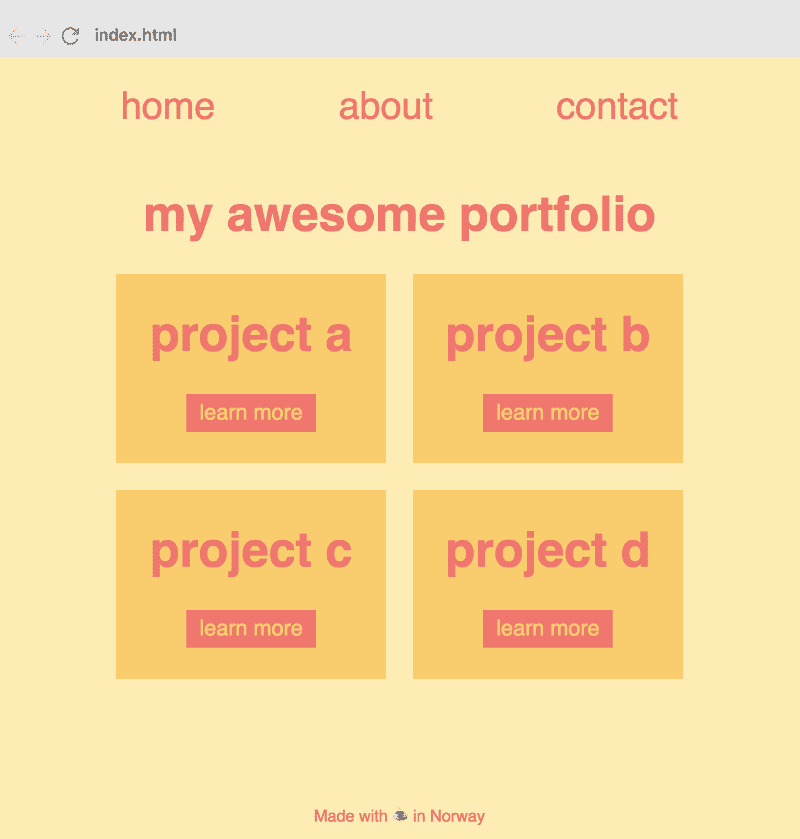 index.html
home about contact
my awesome portfolio
project a project b
learn more learn more
project c project d
learn more learn more
Made with ☕ in Norway